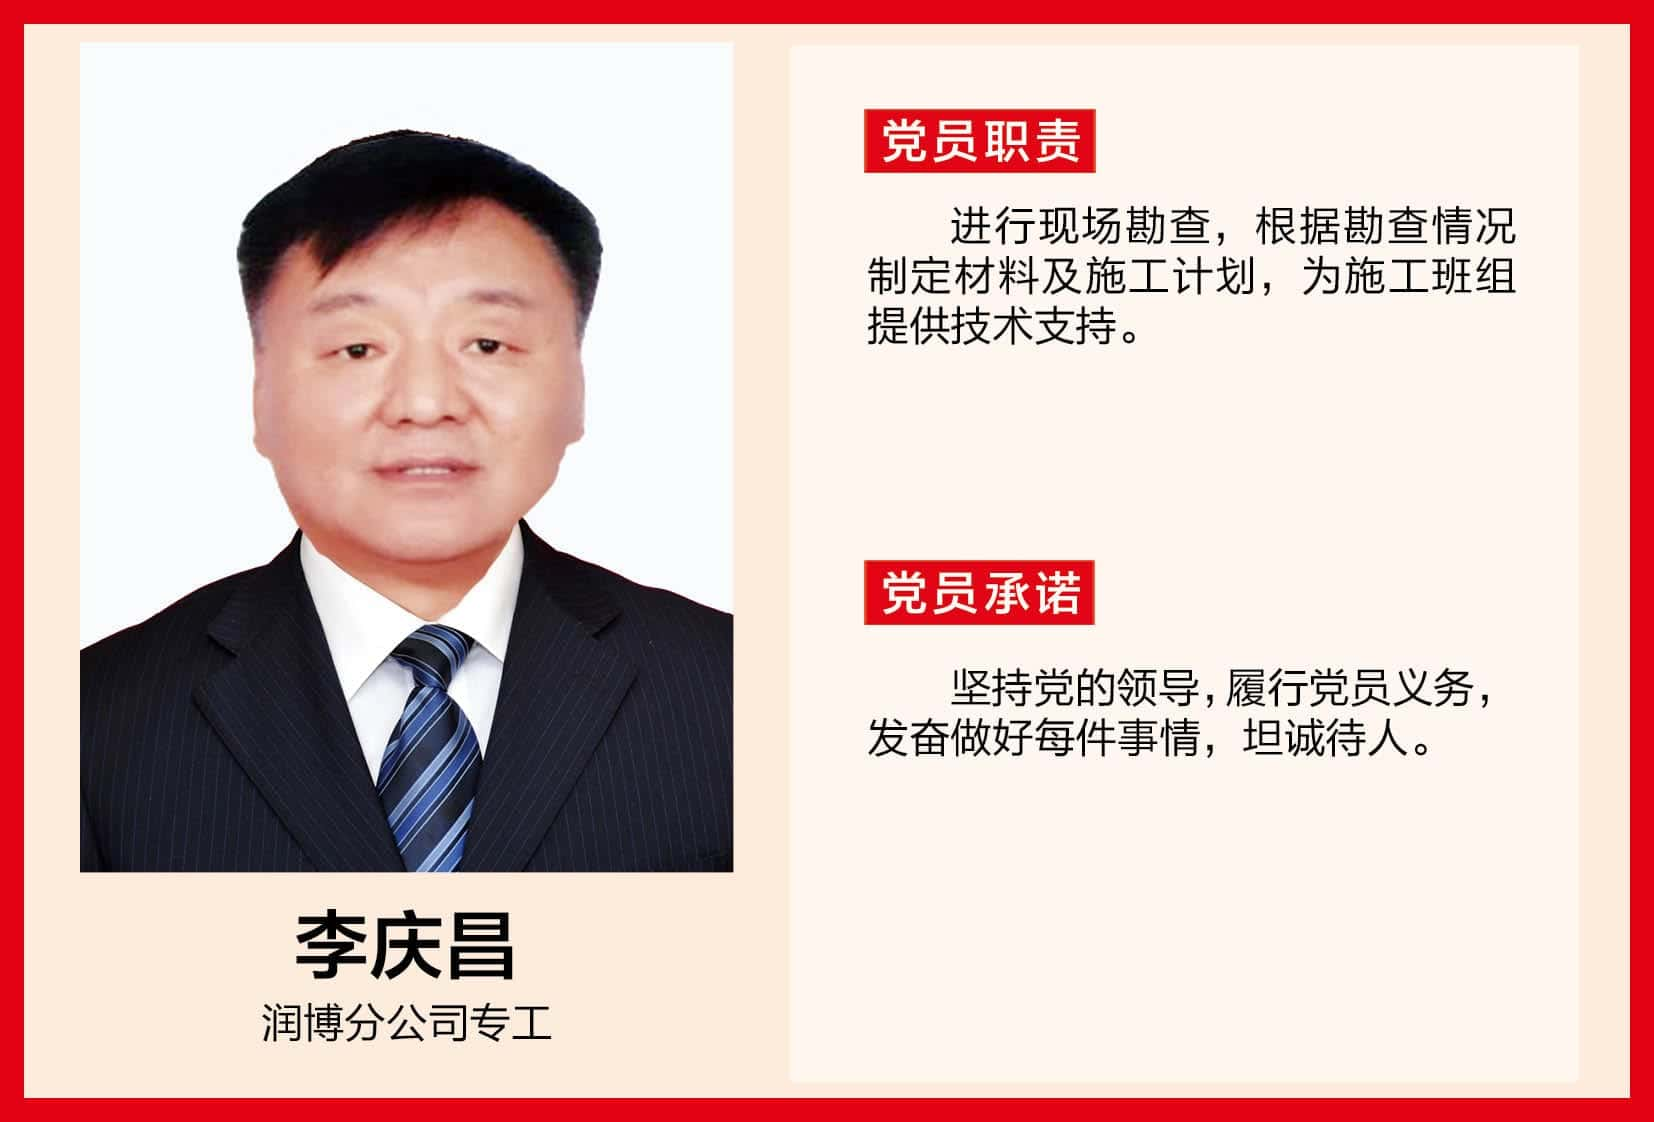 李庆昌
润博分公司专工
党员职责
进行现场勘查，根据勘查情况
制定材料及施工计划，为施工班组
提供技术支持。
党员承诺
坚持党的领导，履行党员义务，
发奋做好每件事情，坦诚待人。